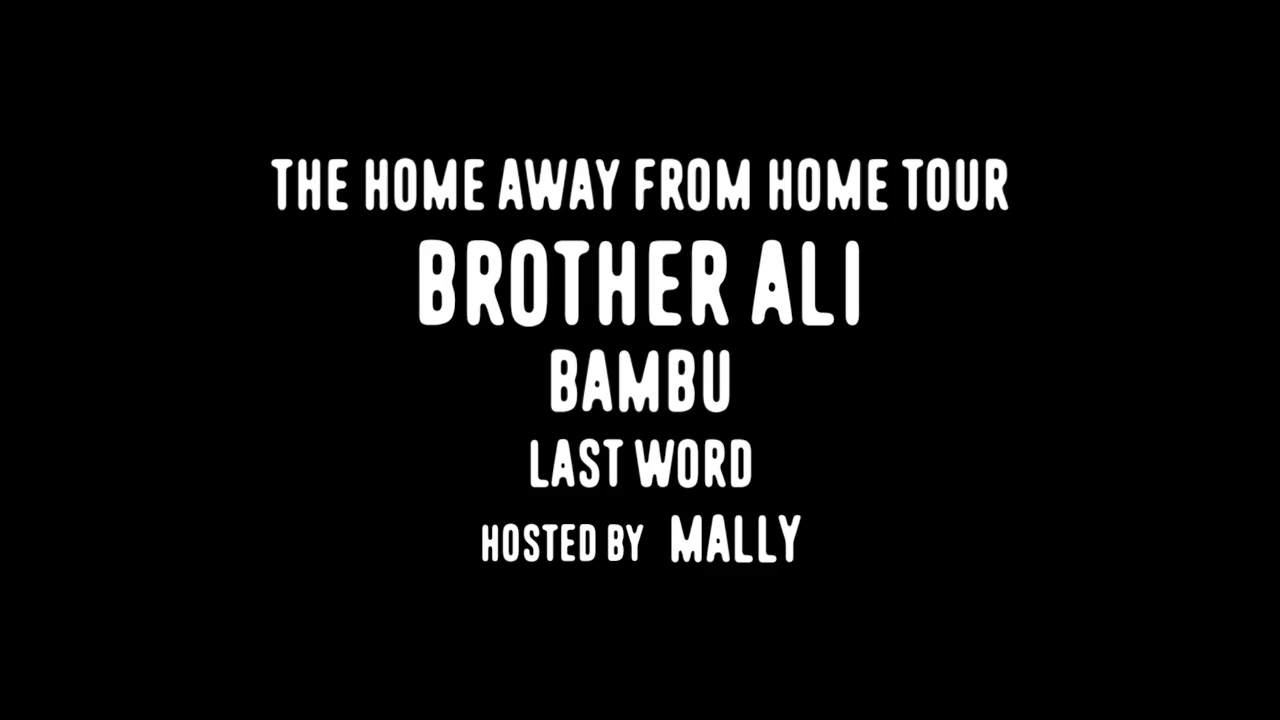 THE HOME AWAY FROM HOME TOUR
BROTHER ALI
BAMBU
LAST WORD
HOSTED BY MALLY